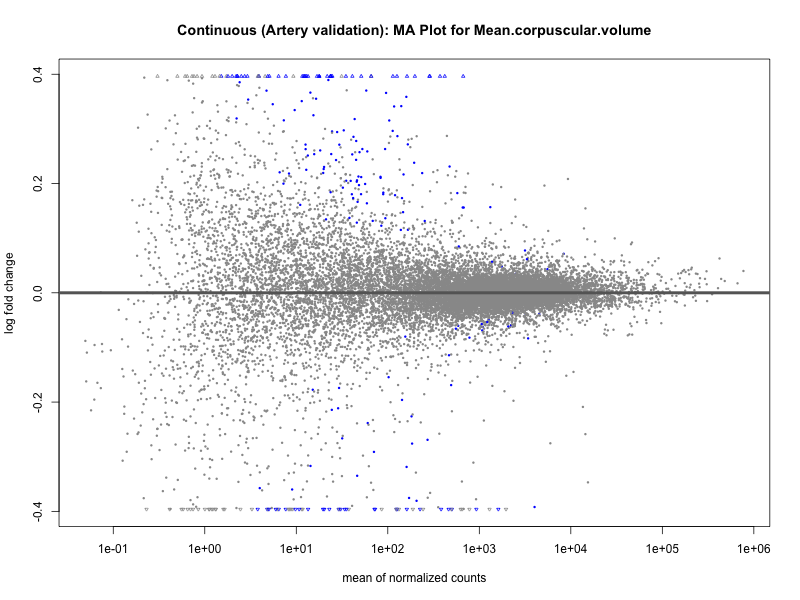 Continuous (Artery validation): MA Plot for Mean.corpuscular.volume
log fold change
0.4
0.2
0.0
-0.2
-0.4
1e-01 1e+00 1e+01 1e+02 1e+03 1e+04 1e+05 1e+06
mean of normalized counts